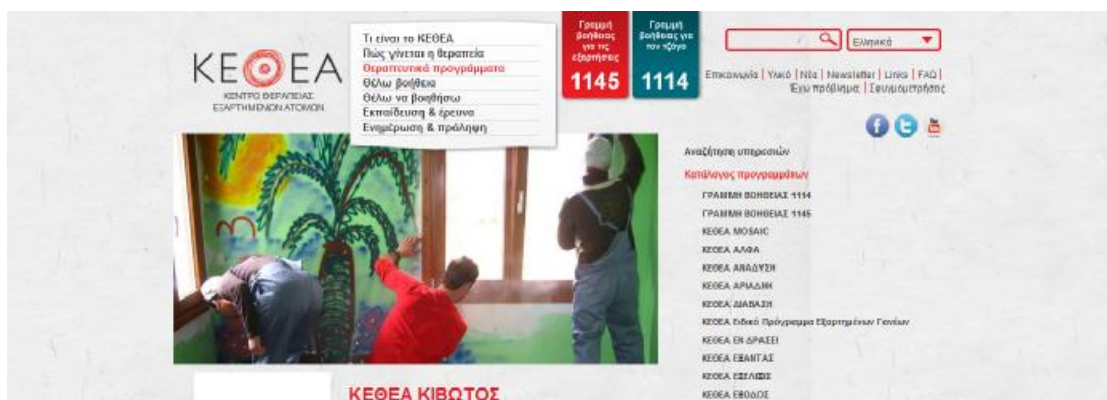 ΚΕΘΕΑ
ΚΕΝΤΡΟ ΘΕΡΑΠΕΙΑΣ
ΕΞΑΡΤΗΜΕΝΩΝ ΑΤΟΜΩΝ
Τι είναι το ΚΕΘΕΑ
Πώς γίνεται η θεραπεία
Θεραπευτικά προγράμματα
Θέλω βοήθεια
Θέλω να βοηθήσω
Εκπαίδευση & έρευνα
Ενημέρωση & πρόληψη
Γραμμή
βοήθειας
για τις
εξαρτήσεις
1145
Γραμμή
βοήθειας για
τον τζόγο
1114
Ελληνικά
Επικοινωνία | Υλικό | Νέα | Newsletter | Links | FAQ |
Έχω πρόβλημα | Σφυγμομετρήσεις
Αναζήτηση υπηρεσιών
Κατάλογος προγραμμάτων
ΓΡΑΜΜΗ ΒΟΗΘΕΙΑΣ 1114
ΓΡΑΜΜΗ ΒΟΗΘΕΙΑΣ 1145
ΚΕΘΕΑ MOSAIC
ΚΕΘΕΑ ΑΛΦΑ
ΚΕΘΕΑ ΑΝΑΔΥΣΗ
ΚΕΘΕΑ ΑΡΙΑΔΝΗ
ΚΕΘΕΑ ΔΙΑΒΑΣΗ
ΚΕΘΕΑ Ειδικό Πρόγραμμα Εξαρτημένων Γονέων
ΚΕΘΕΑ ΕΝ ΔΡΑΣΕΙ
ΚΕΘΕΑ ΕΞΑΝΤΑΣ
ΚΕΘΕΑ ΕΞΕΛΙΞΙΣ
ΚΕΘΕΑ ΕΞΟΔΟΣ
ΚΕΘΕΑ ΚΙΒΩΤΟΣ